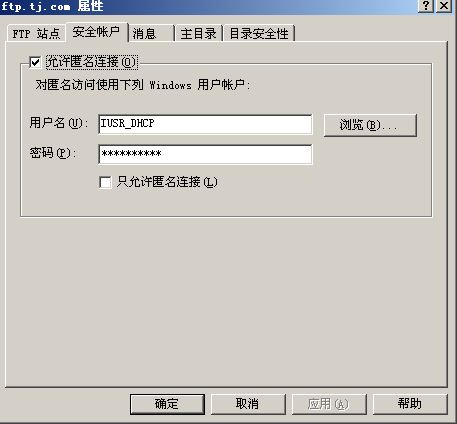 ftp.tj.com 属性
FTP 站点 安全帐户 消息 主目录 目录安全性
允许匿名连接(O)
对匿名访问使用下列 Windows 用户帐户:
用户名(U): IUSR_DHCP 浏览(B)...
密码(P): **********
只允许匿名连接(L)
确定 取消 应用(A) 帮助